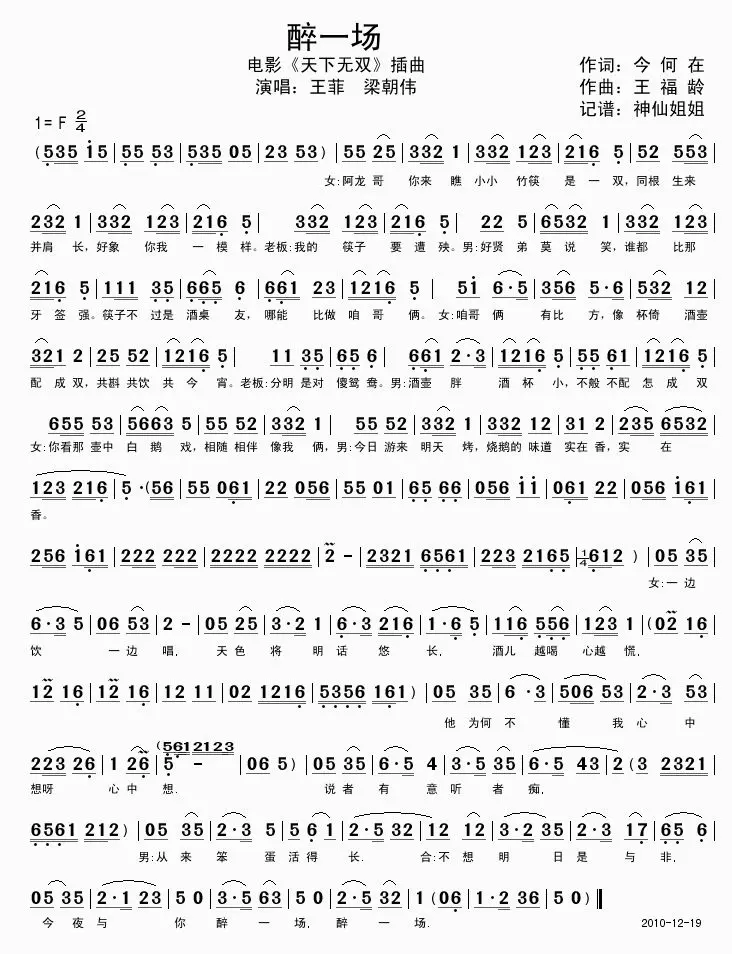 醉一场
电影《天下无双》插曲
演唱：王菲 梁朝伟
作词：今何在
作曲：王福龄
记谱：神仙姐姐
1=F 2/4
(535 15|55 53|535 05|23 53)|55 25|332 1|332 123|216 5|52 553|
女:阿龙 哥 你来 瞧 小小 竹筷 是 一 双,同根 生来
232 1|332 123|216 5| 332 123|216 5| 22 5|6532 332 123|
并肩 长,好象 你我 一 模 样。老板:我的 筷子 要 遭 殃。男:好贤 弟 莫 说 笑,谁都 比那
216 5|111 35|665 6|661 23|1216 5| 51 6·5|356 5·6|532 12|
牙 签 强。筷子不 过是 酒桌 友, 哪能 比做 咱 哥 俩。女:咱哥 俩 有比 方,像 杯倚 酒壶
321 2|25 52|1216 5| 11 35|65 6| 661 2·3|1216 5|55 61|1216 5|
配 成 双,共斟 共饮 共 今 宵。老板:分明 是对 傻鸳 鸯。男:酒壶 胖 酒 杯 小,不般 不配 怎 成 双
655 53|5663 5|55 52|332 1| 55 52|332 1|332 12|31 2|235 6532|
女:你看那 壶中 白 鹅 戏,相随 相伴 像我 俩,男:今日 游来 明天 烤,烧鹅的 味道 实在 香,实 在
123 216|5·(56|55 061|22 056|55 01|65 66|056 11|061 22|056 161|
香。
256 161|222 222|2222 2222|2 -|2321 6561|223 2165|1/4 612)|05 35|
女:一边
6·3 5|06 53|2 -|05 25|3·2 1|6·3 216|1·6 5|116 556|123 1|(02 16|
饮 一边 唱, 天色 将 明 话 悠 长, 酒儿 越喝 心越 慌,
12 16|12 16|12 11|02 1216|5356 161)|05 35|6 ·3|506 53|2·3 53|
他 为何 不 懂 我 心 中
223 26|1 26|(5612123 5 -|06 5)|05 35|6·5 4|3·5 35|6·5 43|2(3 2321|
想呀 心 中 想. 说者 有 意 听 者 痴,
6561 212)|05 35|2·3 5|5 6 1|2·5 32|12 12|3·2 35|2·3 17|65 6|
男:从 来 笨 蛋 活 得 长. 合:不 想 明 日 是 与 非,
05 35|2·1 23|5 0|3·5 63|5 0|2·5 32|1(06|1·2 36|5 0)‖
今 夜 与 你 醉 一 场, 醉 一 场.
2010-12-19